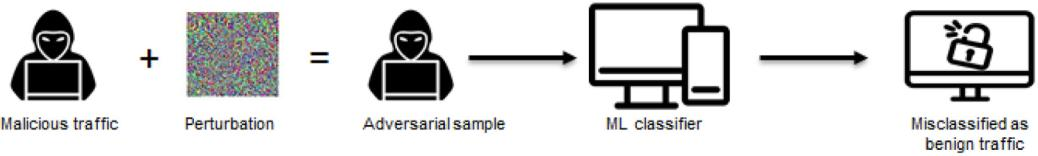 +
=
Malicious traffic
Perturbation
Adversarial sample
ML classifier
Misclassified as
benign traffic